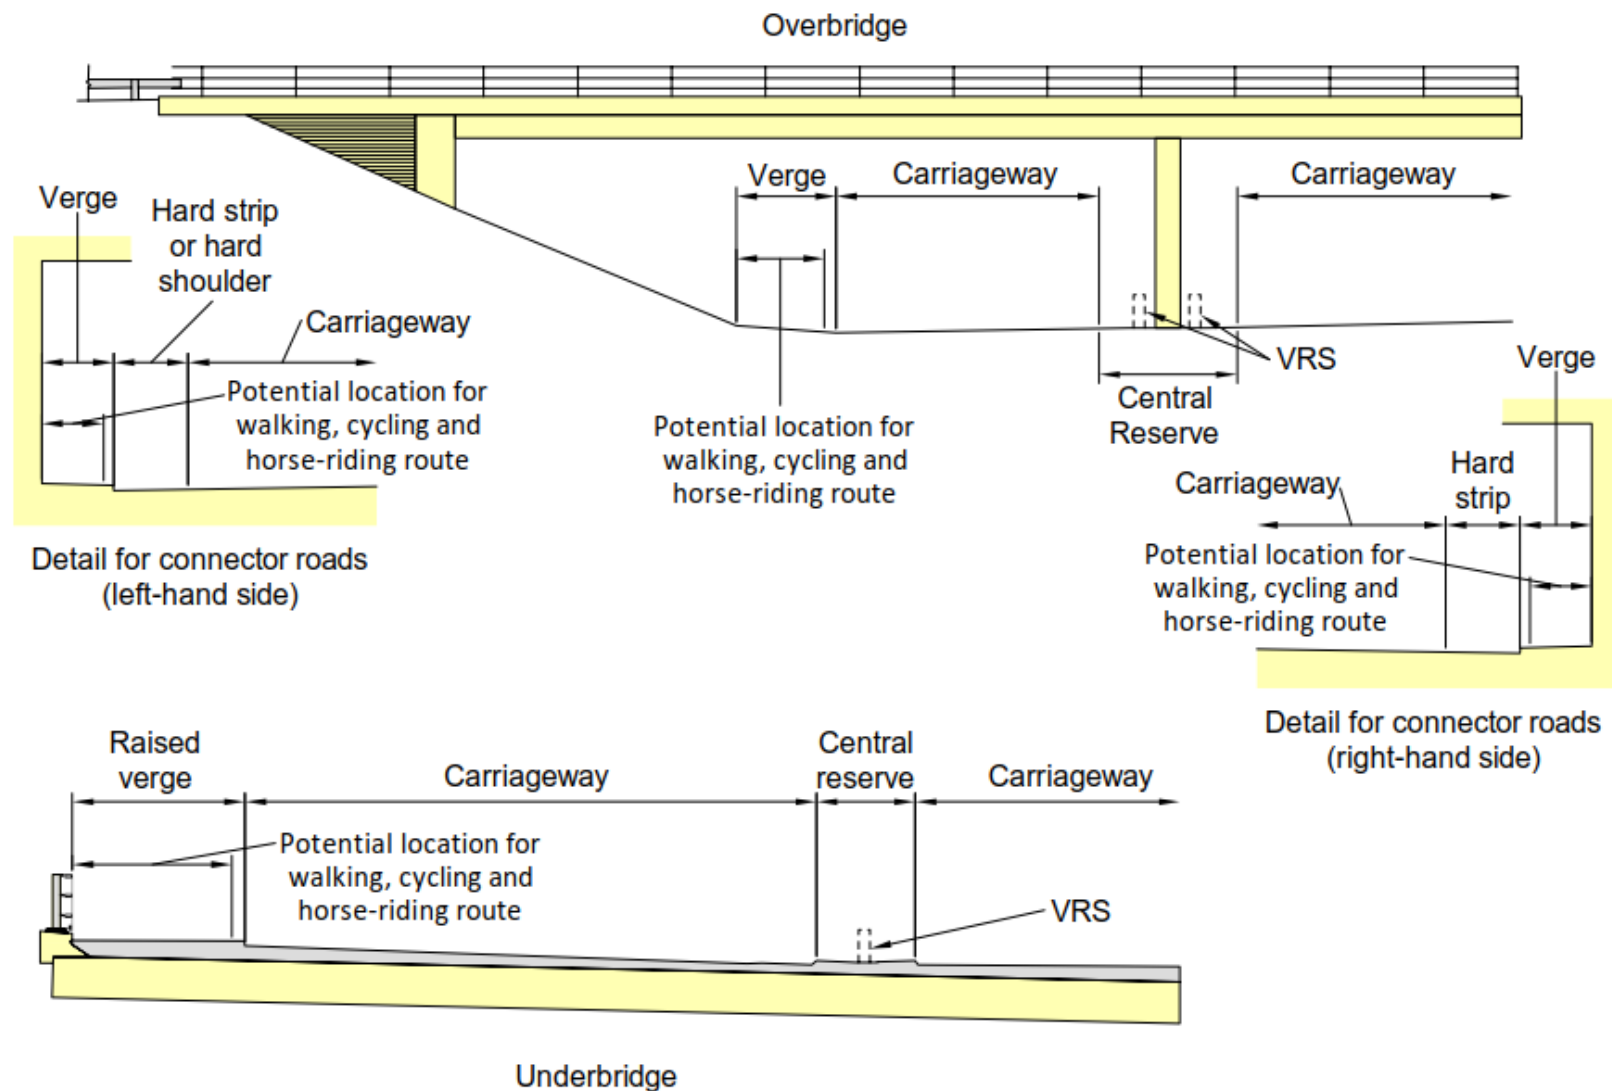 Overbridge
Verge
Carriageway
Carriageway
Verge
Hard strip
or hard
shoulder
Carriageway
Potential location for
walking, cycling and
horse-riding route
Detail for connector roads
(left-hand side)
Potential location for
walking, cycling and
horse-riding route
VRS
Central
Reserve
Verge
Hard
strip
Carriageway
Potential location for
walking, cycling and
horse-riding route
Detail for connector roads
(right-hand side)
Raised
verge
Carriageway
Central
reserve
Carriageway
Potential location for
walking, cycling and
horse-riding route
VRS
Underbridge